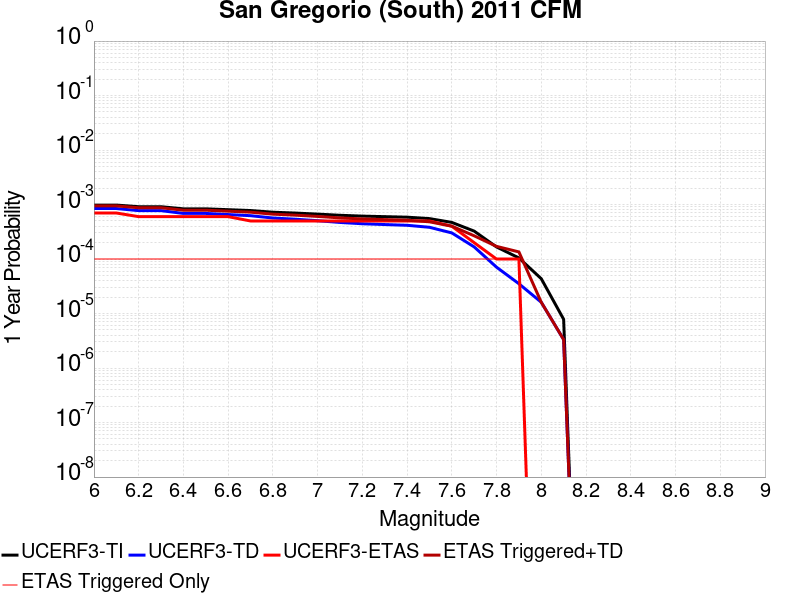 San Gregorio (South) 2011 CFM
10^0
10^-1
10^-2
10^-3
10^-4
10^-5
10^-6
10^-7
10^-8
1 Year Probability
6 6.2 6.4 6.6 6.8 7 7.2 7.4 7.6 7.8 8 8.2 8.4 8.6 8.8 9
Magnitude
UCERF3-TI UCERF3-TD UCERF3-ETAS ETAS Triggered+TD
ETAS Triggered Only